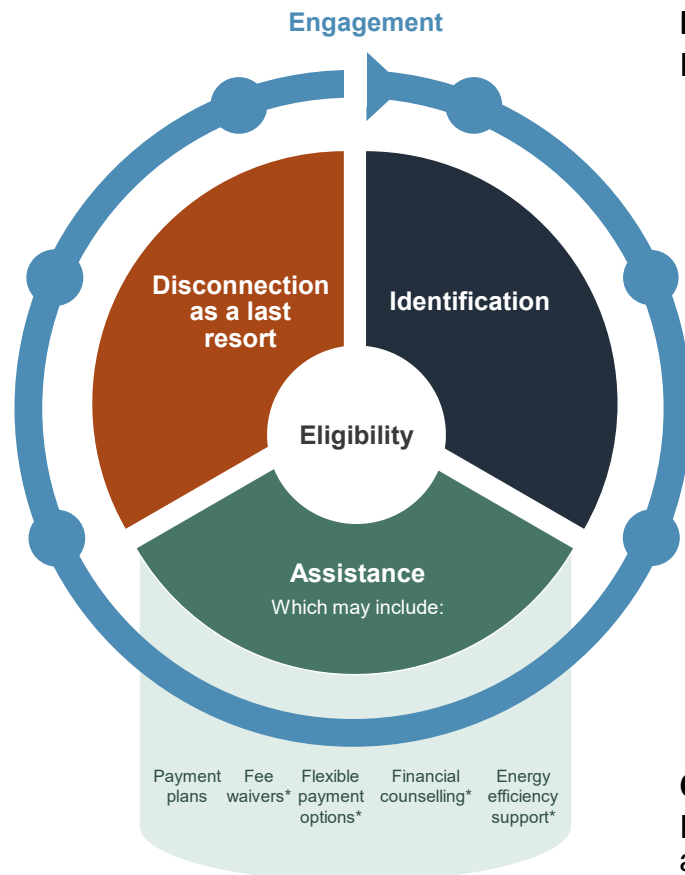 Engagement
Disconnection
as a last
resort
Identification
Eligibility
Assistance
Which may include:
Payment
plans
Fee
waivers*
Flexible
payment
options*
Financial
counselling*
Energy
efficiency
support*